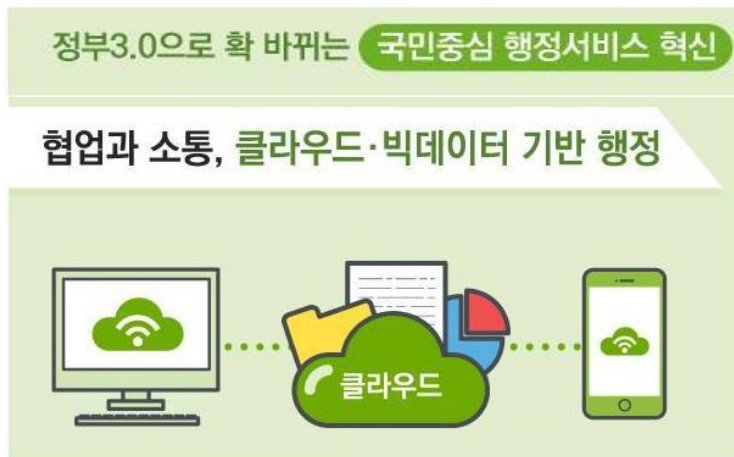 정부3.0으로 확 바뀌는 국민중심 행정서비스 혁신
협업과 소통, 클라우드·빅데이터 기반 행정
클라우드